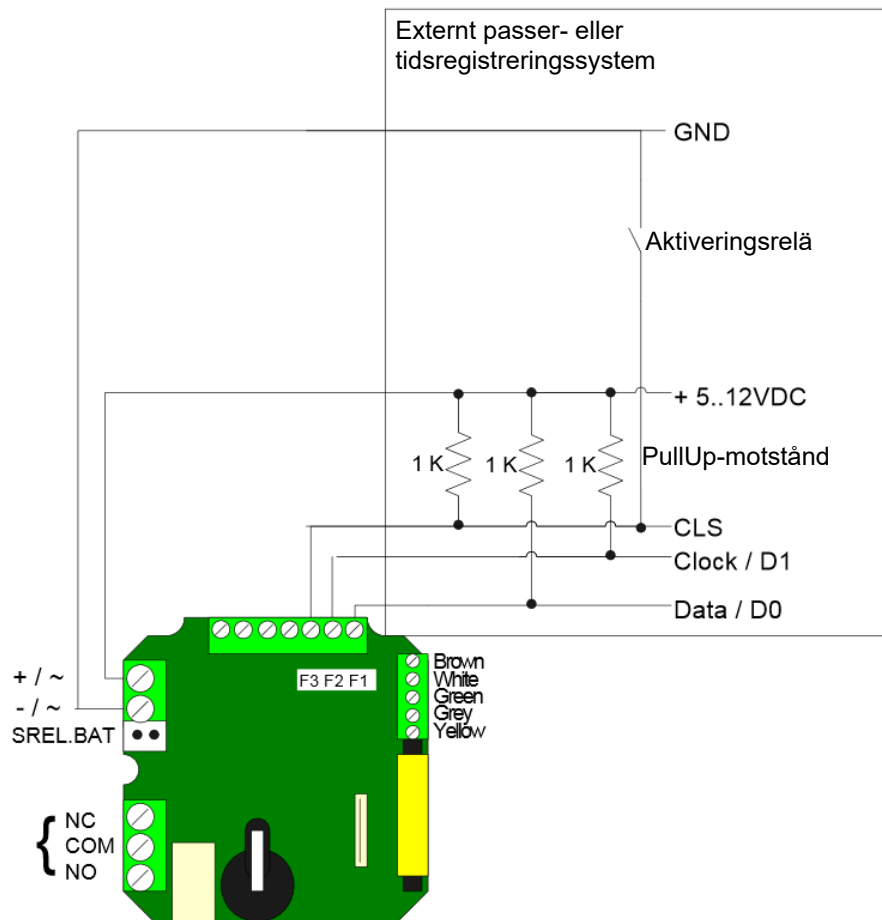 Externt passer- eller
tidsregistreringssystem
GND
Aktiveringsrelä
+ 5..12VDC
1 K
1 K
1 K
PullUp-motstånd
CLS
Clock / D1
Data / D0
F3 F2 F1
Brown
White
Green
Grey
Yellow
+ / ~
- / ~
SREL.BAT
NC
COM
NO